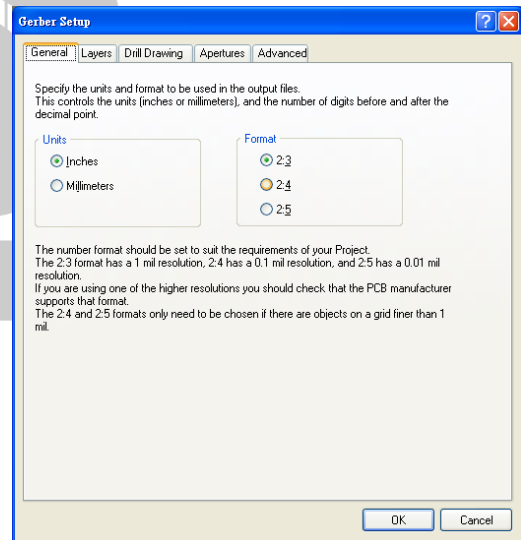 Gerber Setup
General Layers Drill Drawing Apertures Advanced
Specify the units and format to be used in the output files.
This controls the units (inches or millimeters), and the number of digits before and after the
decimal point.
Units
Inches
Millimeters
Format
2:3
2:4
2:5
The number format should be set to suit the requirements of your Project.
The 2:3 format has a 1 mil resolution, 2:4 has a 0.1 mil resolution, and 2:5 has a 0.01 mil
resolution.
If you are using one of the higher resolutions you should check that the PCB manufacturer
supports that format.
The 2:4 and 2:5 formats only need to be chosen if there are objects on a grid finer than 1
mil.
OK Cancel